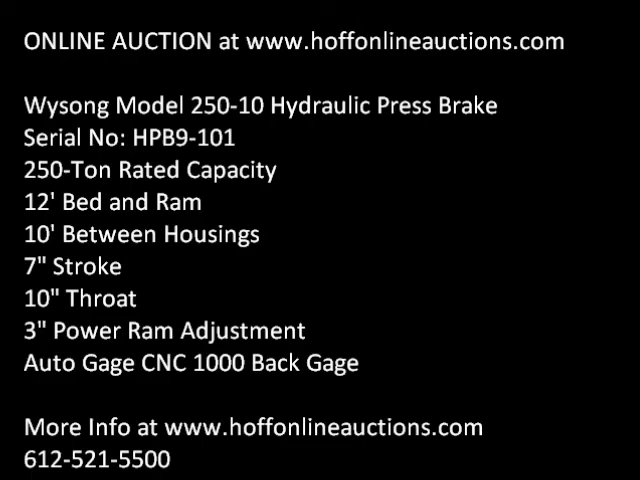 ONLINE AUCTION at www.hoffonlineauctions.com
Wysong Model 250-10 Hydraulic Press Brake
Serial No: HPB9-101
250-Ton Rated Capacity
12' Bed and Ram
10' Between Housings
7" Stroke
10" Throat
3" Power Ram Adjustment
Auto Gage CNC 1000 Back Gage
More Info at www.hoffonlineauctions.com
612-521-5500